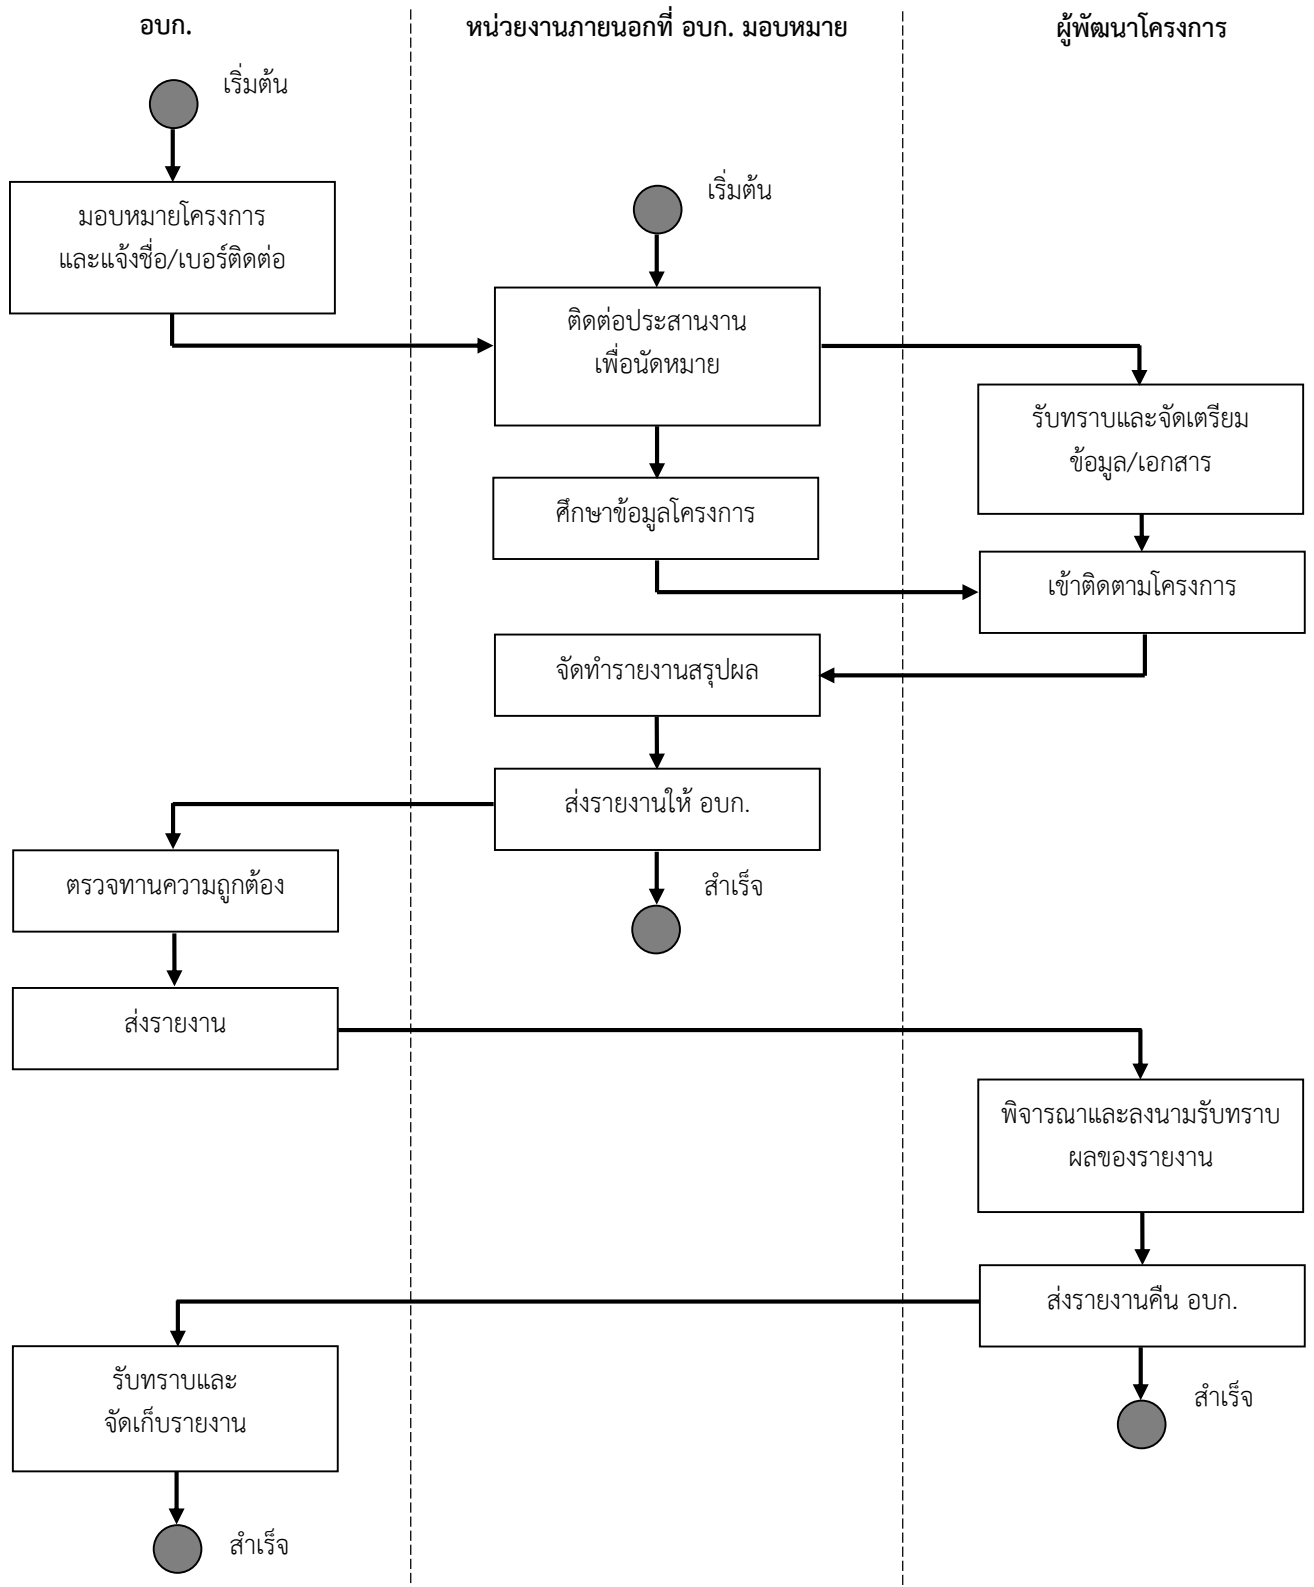 อบก.
หน่วยงานภายนอกที่ อบก. มอบหมาย
ผู้พัฒนาโครงการ
เริ่มต้น
มอบหมายโครงการ
และแจ้งชื่อ/เบอร์ติดต่อ
เริ่มต้น
ติดต่อประสานงาน
เพื่อนัดหมาย
รับทราบและจัดเตรียม
ข้อมูล/เอกสาร
ศึกษาข้อมูลโครงการ
เข้าติดตามโครงการ
จัดทำรายงานสรุปผล
ส่งรายงานให้ อบก.
ตรวจทานความถูกต้อง
สำเร็จ
ส่งรายงาน
พิจารณาและลงนามรับทราบ
ผลของรายงาน
ส่งรายงานคืน อบก.
รับทราบและ
จัดเก็บรายงาน
สำเร็จ
สำเร็จ